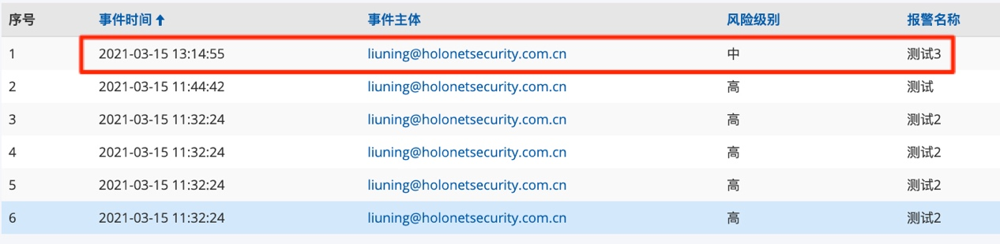 序号 事件时间 事件主体 风险级别 报警名称
1 2021-03-15 13:14:55 liuning@holonetsecurity.com.cn 中 测试3
2 2021-03-15 11:44:42 liuning@holonetsecurity.com.cn 高 测试
3 2021-03-15 11:32:24 liuning@holonetsecurity.com.cn 高 测试2
4 2021-03-15 11:32:24 liuning@holonetsecurity.com.cn 高 测试2
5 2021-03-15 11:32:24 liuning@holonetsecurity.com.cn 高 测试2
6 2021-03-15 11:32:24 liuning@holonetsecurity.com.cn 高 测试2